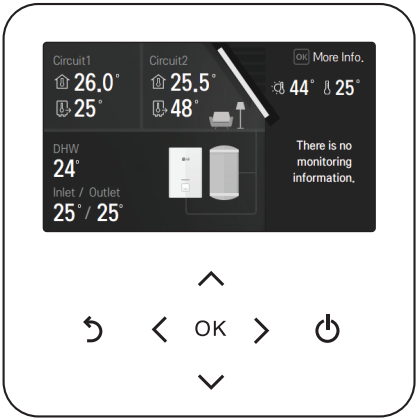 Circuit1
26.0°
25°
Circuit2
25.5°
48°
OK More Info.
44° 25°
There is no
monitoring
information.
DHW
24°
Inlet / Outlet
25° / 25°
OK